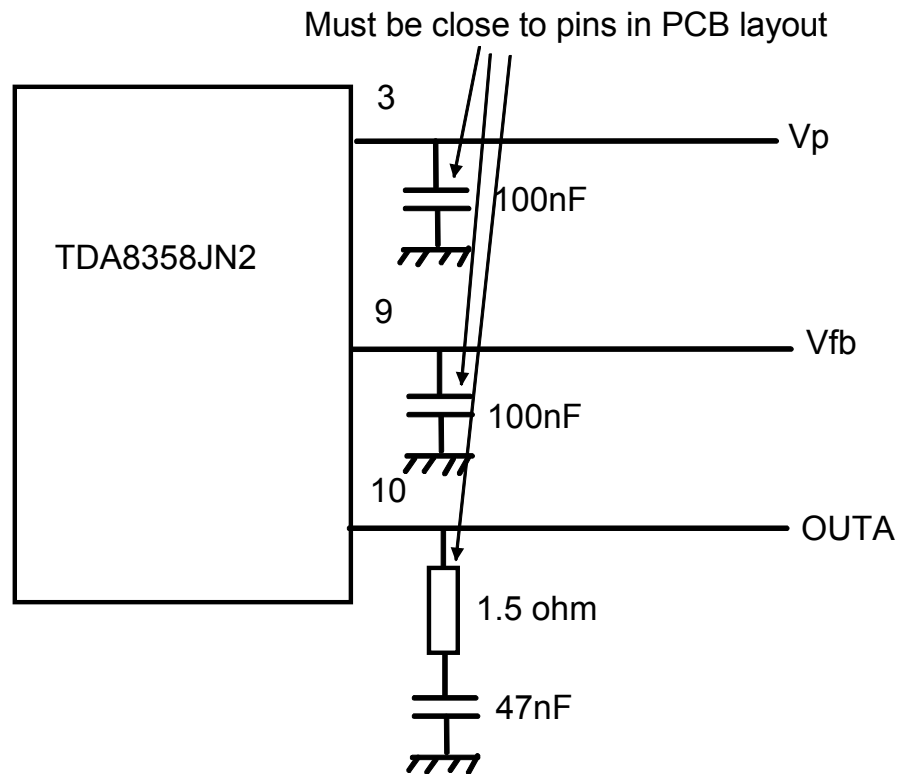 Must be close to pins in PCB layout
3
Vp
100nF
TDA8358JN2
9
Vfb
100nF
10
OUTA
1.5 ohm
47nF